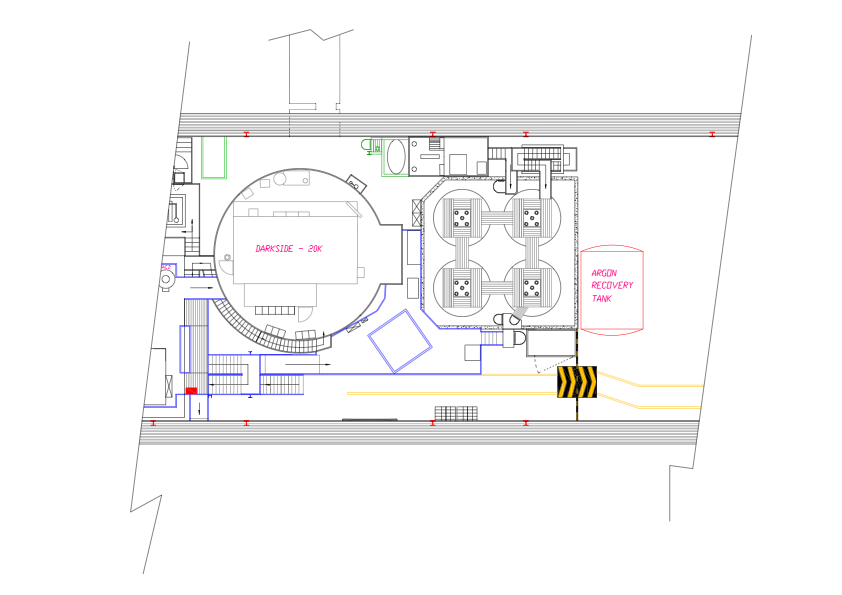 DARKSIDE - 20K
ARGON
RECOVERY
TANK